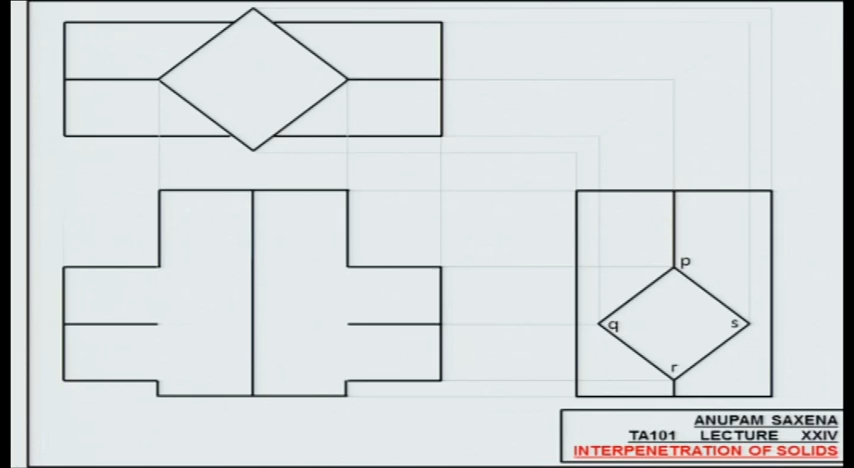 p
q
s
r
ANUPAM SAXENA
TA101 LECTURE XXIV
INTERPENETRATION OF SOLIDS